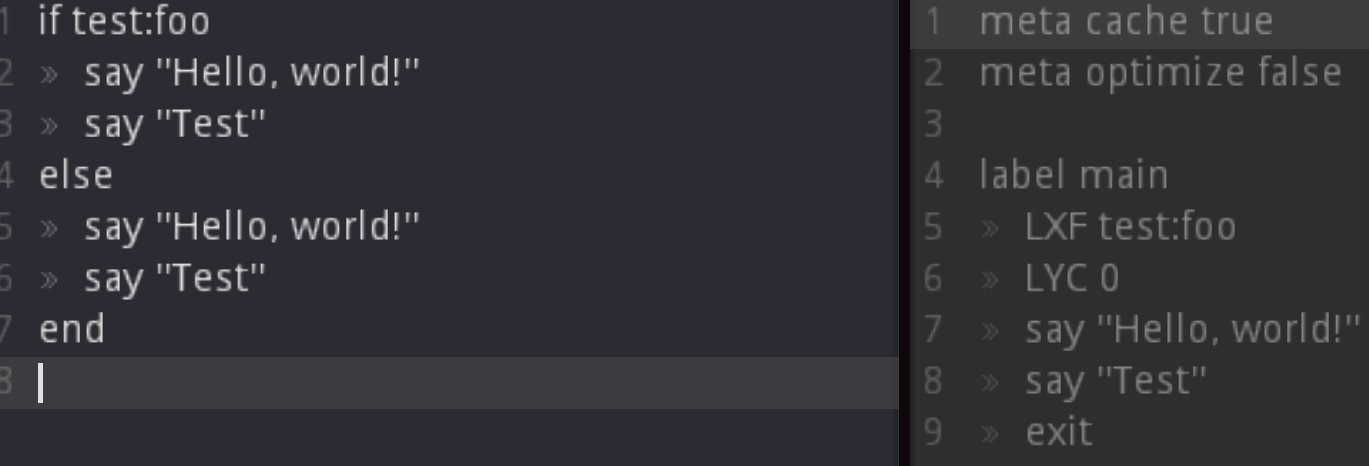 1 if test:foo
2 » say "Hello, world!"
3 » say "Test"
4 else
5 » say "Hello, world!"
6 » say "Test"
7 end
8
1 meta cache true
2 meta optimize false
3
4 label main
5 » LXF test:foo
6 » LYC 0
7 » say "Hello, world!"
8 » say "Test"
9 » exit